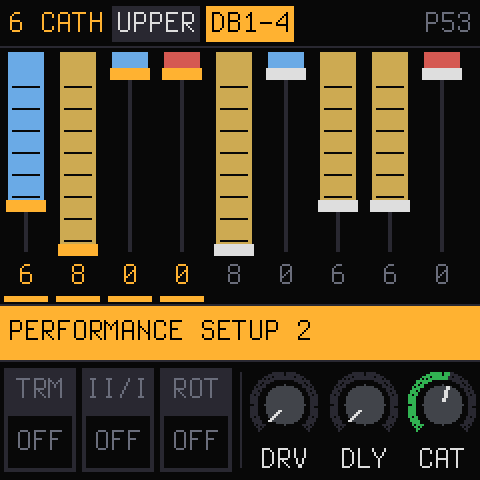 6 CATH UPPER DB1-4 P53
6 8 0 0 8 0 6 6 0
PERFORMANCE SETUP 2
TRM II/I ROT
OFF OFF OFF
DRV DLY CAT